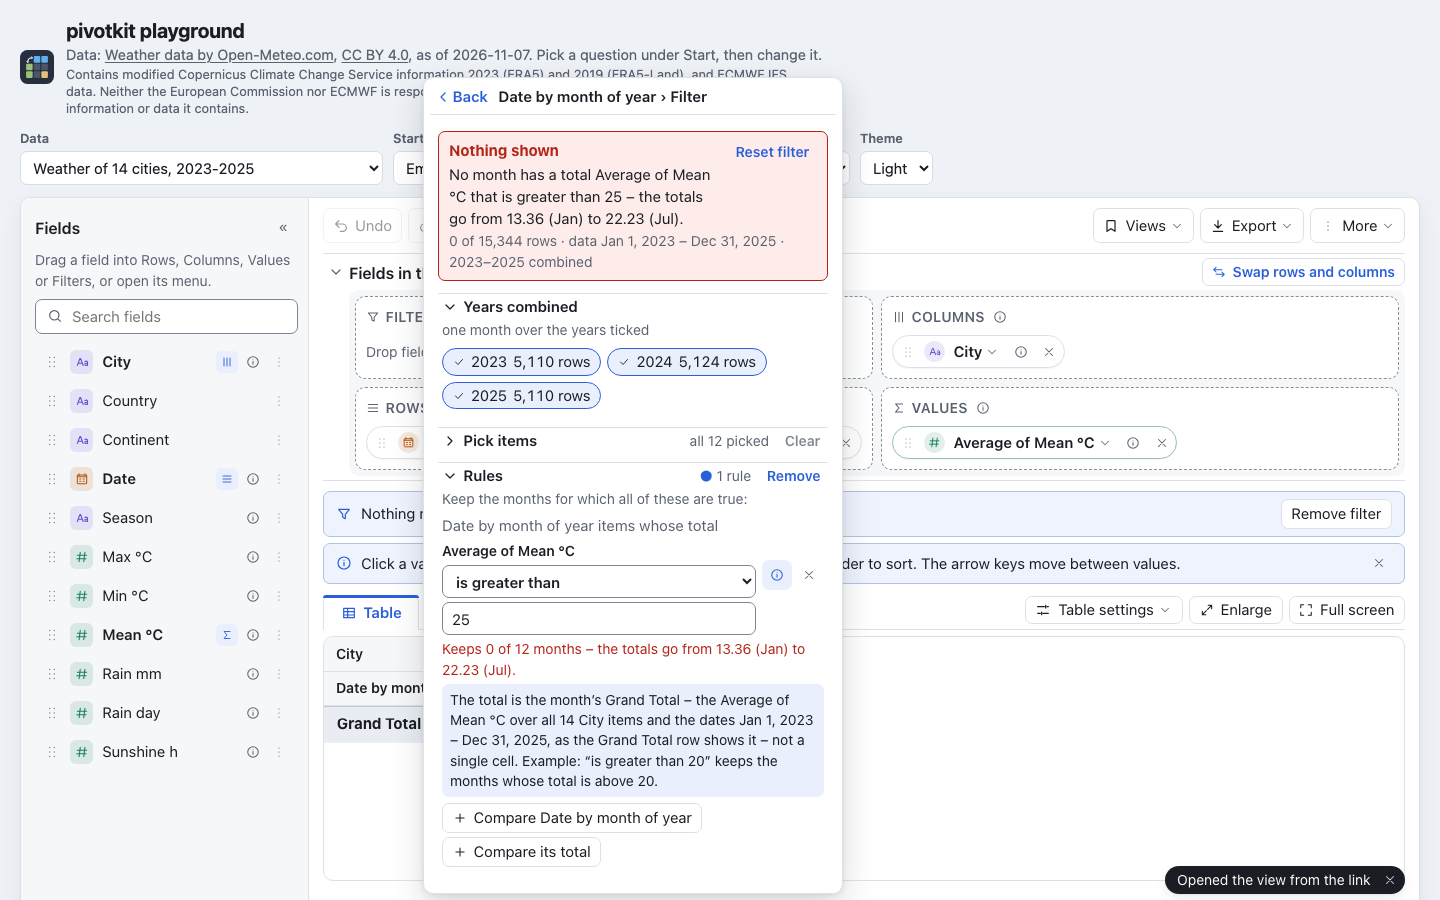 pivotkit playground
Data: Weather data by Open-Meteo.com, CC BY 4.0, as of 2026-11-07. Pick a question under Start, then change it.
Contains modified Copernicus Climate Change Service information 2023 (ERA5) and 2019 (ERA5-Land), and ECMWF IFS
data. Neither the European Commission nor ECMWF is
information or data it contains.
Data
Start
Theme
Weather of 14 cities, 2023-2025
Light
Back Date by month of year › Filter
Nothing shown
Reset filter
No month has a total Average of Mean
°C that is greater than 25 – the totals
go from 13.36 (Jan) to 22.23 (Jul).
0 of 15,344 rows · data Jan 1, 2023 – Dec 31, 2025 ·
2023–2025 combined
Years combined
one month over the years ticked
2023 5,110 rows
2024 5,124 rows
2025 5,110 rows
Pick items
all 12 picked
Clear
Rules
1 rule
Remove
Keep the months for which all of these are true:
Date by month of year items whose total
Average of Mean °C
is greater than
25
Keeps 0 of 12 months – the totals go from 13.36 (Jan) to
22.23 (Jul).
The total is the month’s Grand Total – the Average of
Mean °C over all 14 City items and the dates Jan 1, 2023
– Dec 31, 2025, as the Grand Total row shows it – not a
single cell. Example: “is greater than 20” keeps the
months whose total is above 20.
+ Compare Date by month of year
+ Compare its total
Fields
«
Drag a field into Rows, Columns, Values
or Filters, or open its menu.
Search fields
Aa City
Aa Country
Aa Continent
Date
Aa Season
# Max °C
# Min °C
# Mean °C Σ
# Rain mm
# Rain day
# Sunshine h
Undo
Views
Export
More
Fields in
Swap rows and columns
COLUMNS
Aa City
Drop
ROWS
Σ VALUES
# Average of Mean °C
Nothing
Remove filter
Click a
to sort. The arrow keys move between values.
Table
Table settings
Enlarge
Full screen
City
Date by
Grand Total
Opened the view from the link